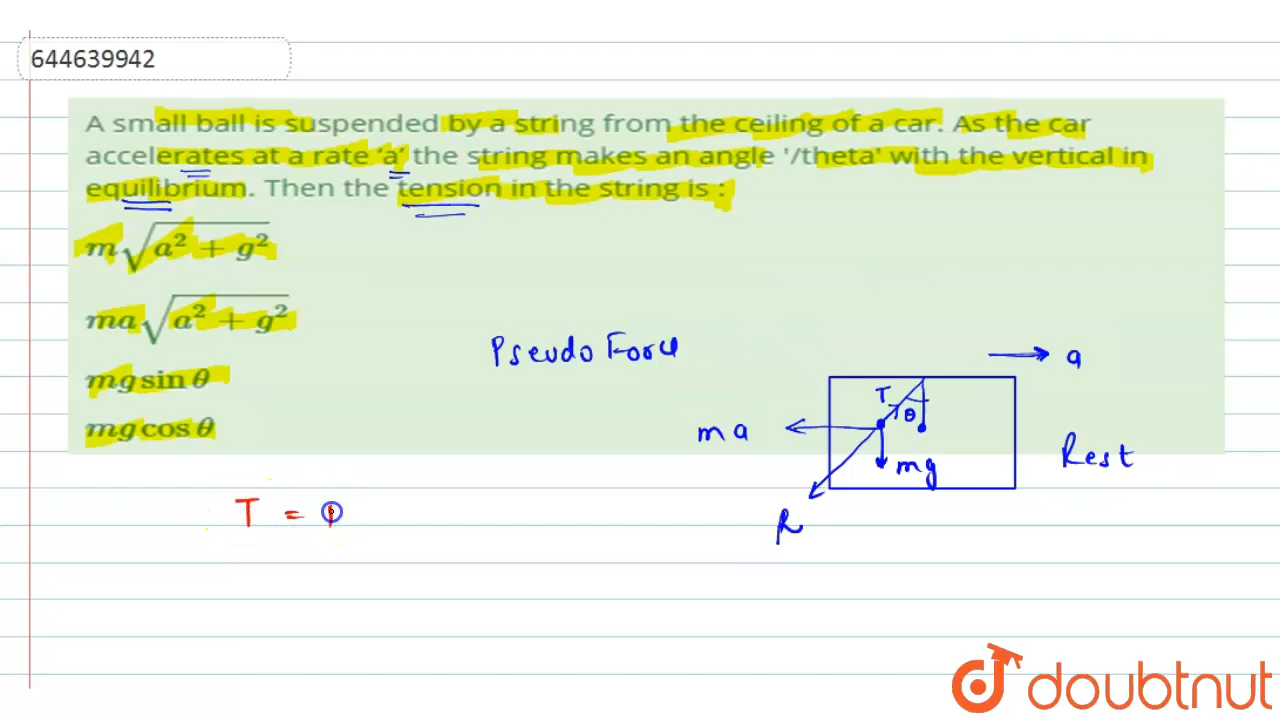 644639942
A small ball is suspended by a string from the ceiling of a car. As the car
accelerates at a rate 'a' the string makes an angle '/theta' with the vertical in
equilibrium. Then the tension in the string is :
m√(a² + g²)
ma√(a² + g²)
mg sin θ
mg cos θ
Pseudo Force
a
T
θ
ma
mg
Rest
R
T =
doubtnut